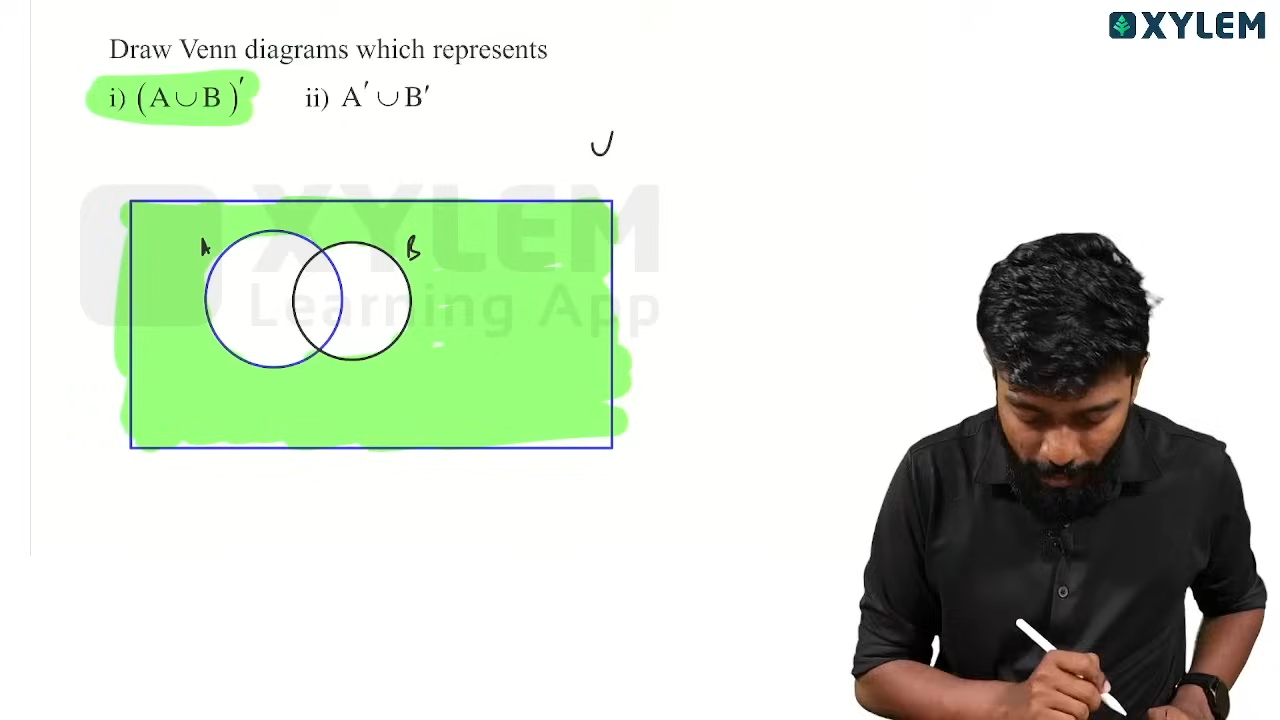 XYLEM
Draw Venn diagrams which represents
i) (A ∪ B)′ ii) A′ ∪ B′
U
XYLEM
Learning App
A B